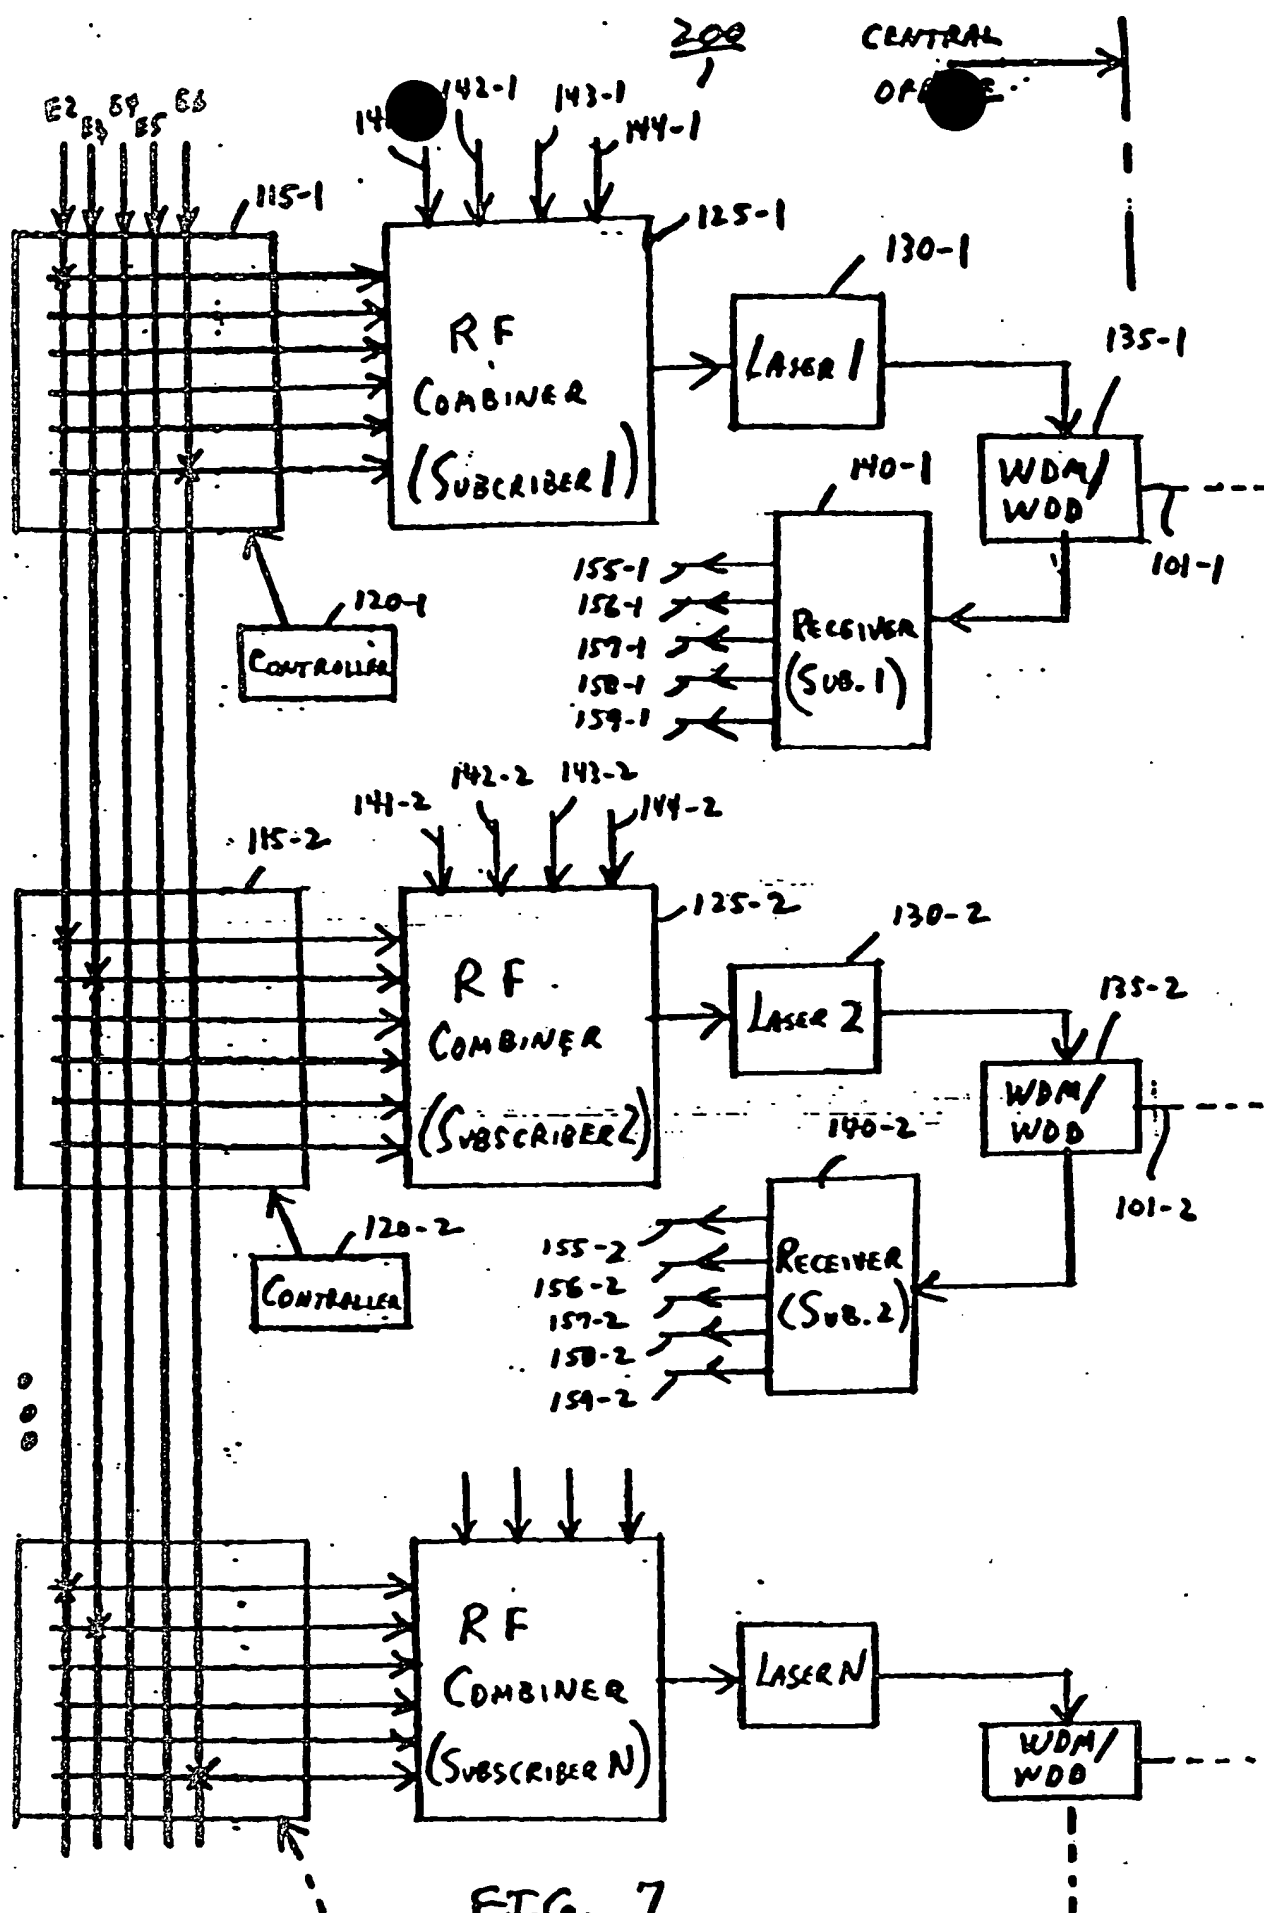 200
CENTRAL
E2 E4 E6
E3 E5
142-1 143-1
144-1
115-1
125-1
130-1
RF
COMBINER
(SUBCRIBER 1)
LASER 1
135-1
140-1
WDM/
WDD
101-1
155-1
156-1
157-1
158-1
159-1
RECEIVER
(SUB. 1)
120-1
CONTROLLER
141-2 142-2 143-2
144-2
115-2
125-2
130-2
RF
COMBINER
(SUBSCRIBER 2)
LASER 2
135-2
WDM/
WDD
140-2
101-2
155-2
156-2
157-2
158-2
159-2
RECEIVER
(SUB. 2)
120-2
CONTROLLER
RF
COMBINER
(SUBSCRIBER N)
LASER N
WDM/
WDD
FIG. 7